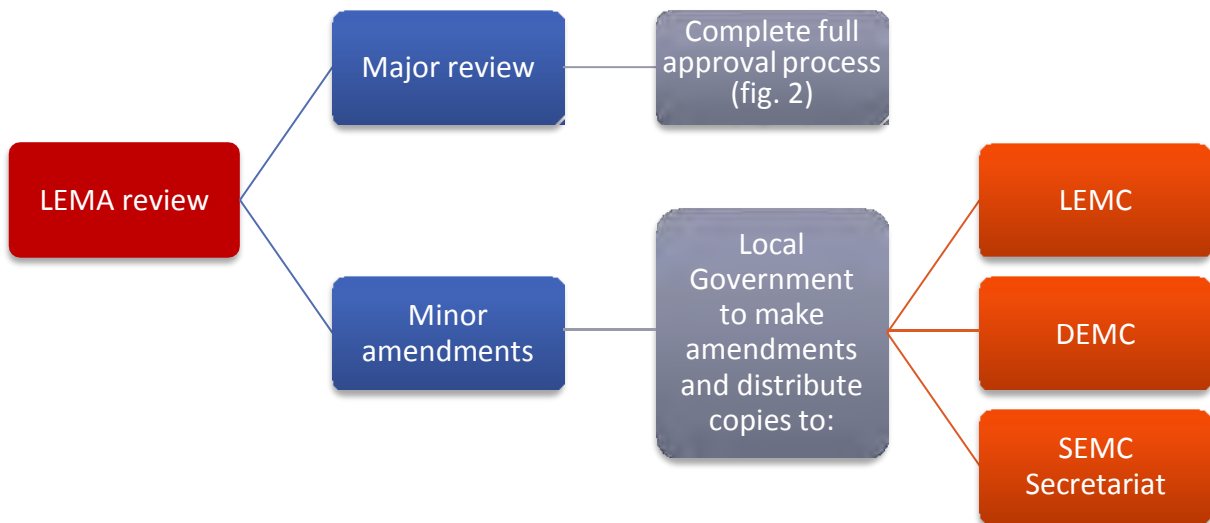 LEMA review
Major review
Complete full
approval process
(fig. 2)
Minor
amendments
Local
Government
to make
amendments
and distribute
copies to:
LEMC
DEMC
SEMC
Secretariat